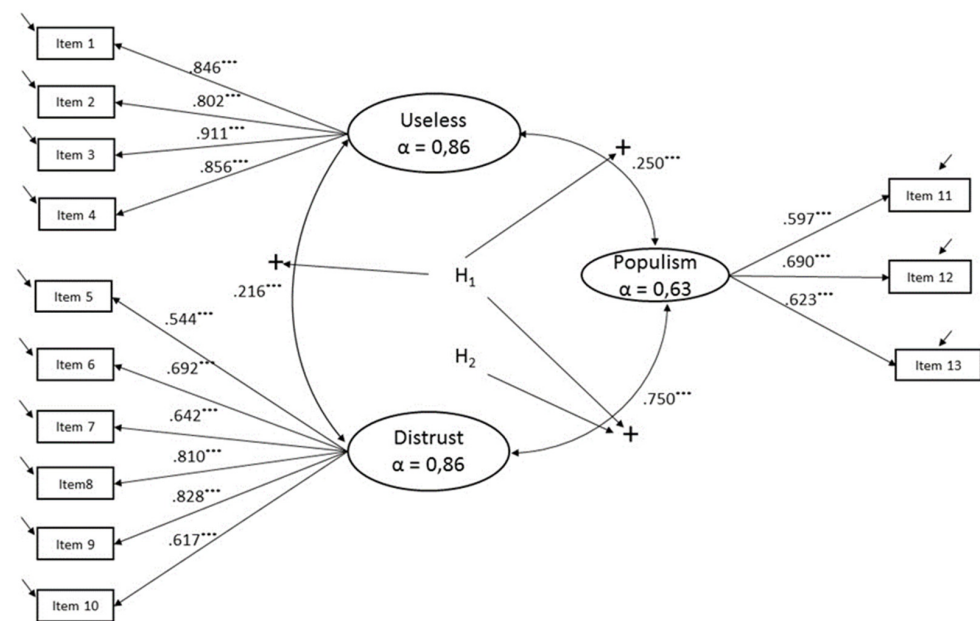 Item 1
.846***
Item 2
.802***
Item 3
.911***
Item 4
.856***
Useless
α = 0,86
+
.250***
Item 11
.597***
Populism
α = 0,63
.690***
Item 12
.623***
Item 13
+
.216***
H1
H2
.750***
+
Item 5
.544***
Item 6
.692***
Item 7
.642***
Distrust
α = 0,86
.810***
Item8
.828***
Item 9
.617***
Item 10